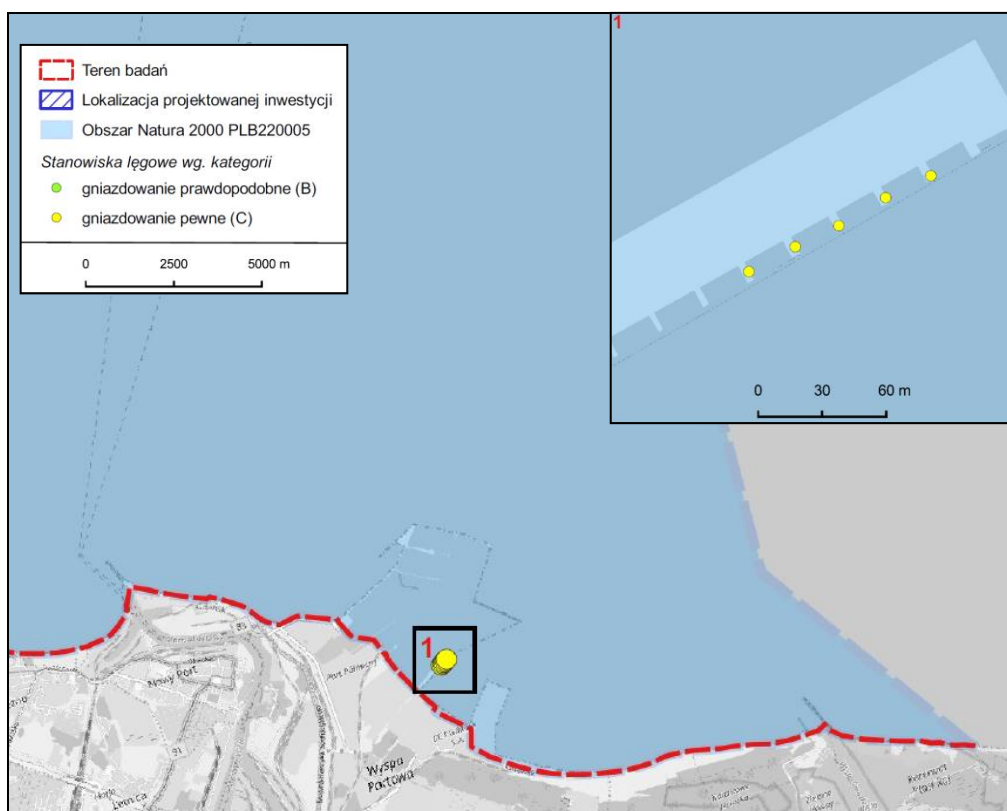 Teren badań
Lokalizacja projektowanej inwestycji
Obszar Natura 2000 PLB220005
Stanowiska lęgowe wg. kategorii
gniazdowanie prawdopodobne (B)
gniazdowanie pewne (C)
0 2500 5000 m
1
0 30 60 m
1
Nowy Port
Port Północny
Wyspa
Portowa
Letnica